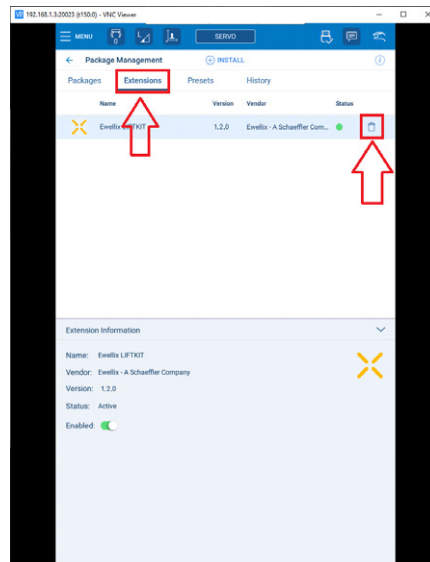 192.168.1.3:20023 (r150:0) - VNC Viewer
MENU
SERVO
Package Management
INSTALL
Packages Extensions Presets History
Name Version Vendor Status
Ewellix LIFTKIT 1.2.0 Ewellix - A Schaeffler Com...
Extension Information
Name: Ewellix LIFTKIT
Vendor: Ewellix - A Schaeffler Company
Version: 1.2.0
Status: Active
Enabled: